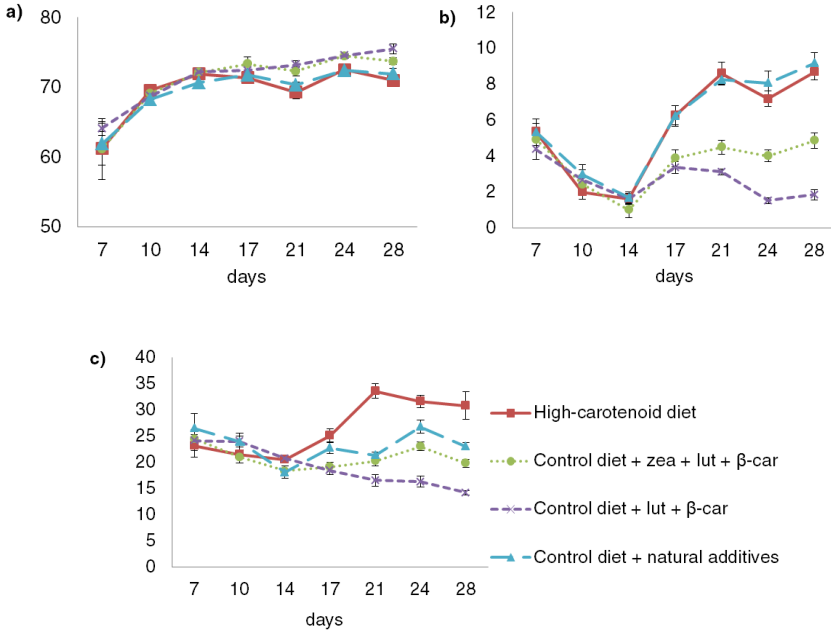 a)
80
70
60
50
7 10 14 17 21 24 28
days
b)
12
10
8
6
4
2
0
7 10 14 17 21 24 28
days
c)
40
35
30
25
20
15
10
5
0
7 10 14 17 21 24 28
days
High-carotenoid diet
Control diet + zea + lut + β-car
Control diet + lut + β-car
Control diet + natural additives